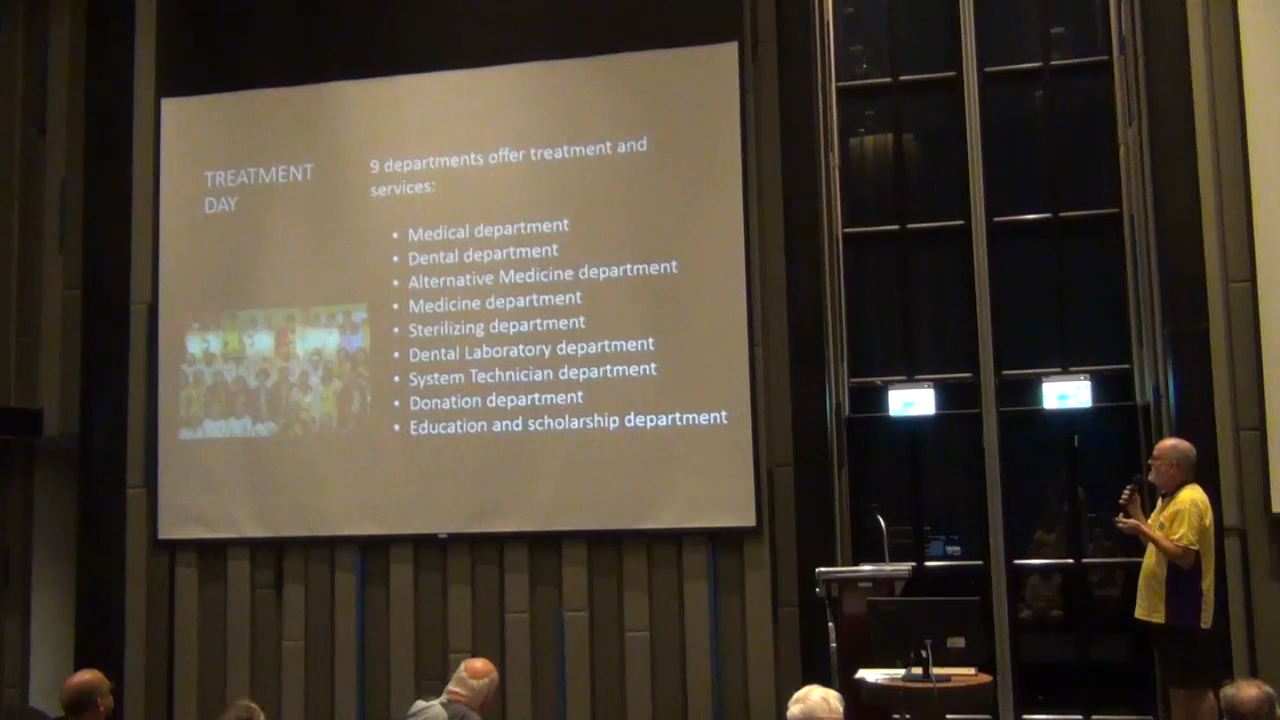 TREATMENT
DAY
9 departments offer treatment and
services:
• Medical department
• Dental department
• Alternative Medicine department
• Medicine department
• Sterilizing department
• Dental Laboratory department
• System Technician department
• Donation department
• Education and scholarship department